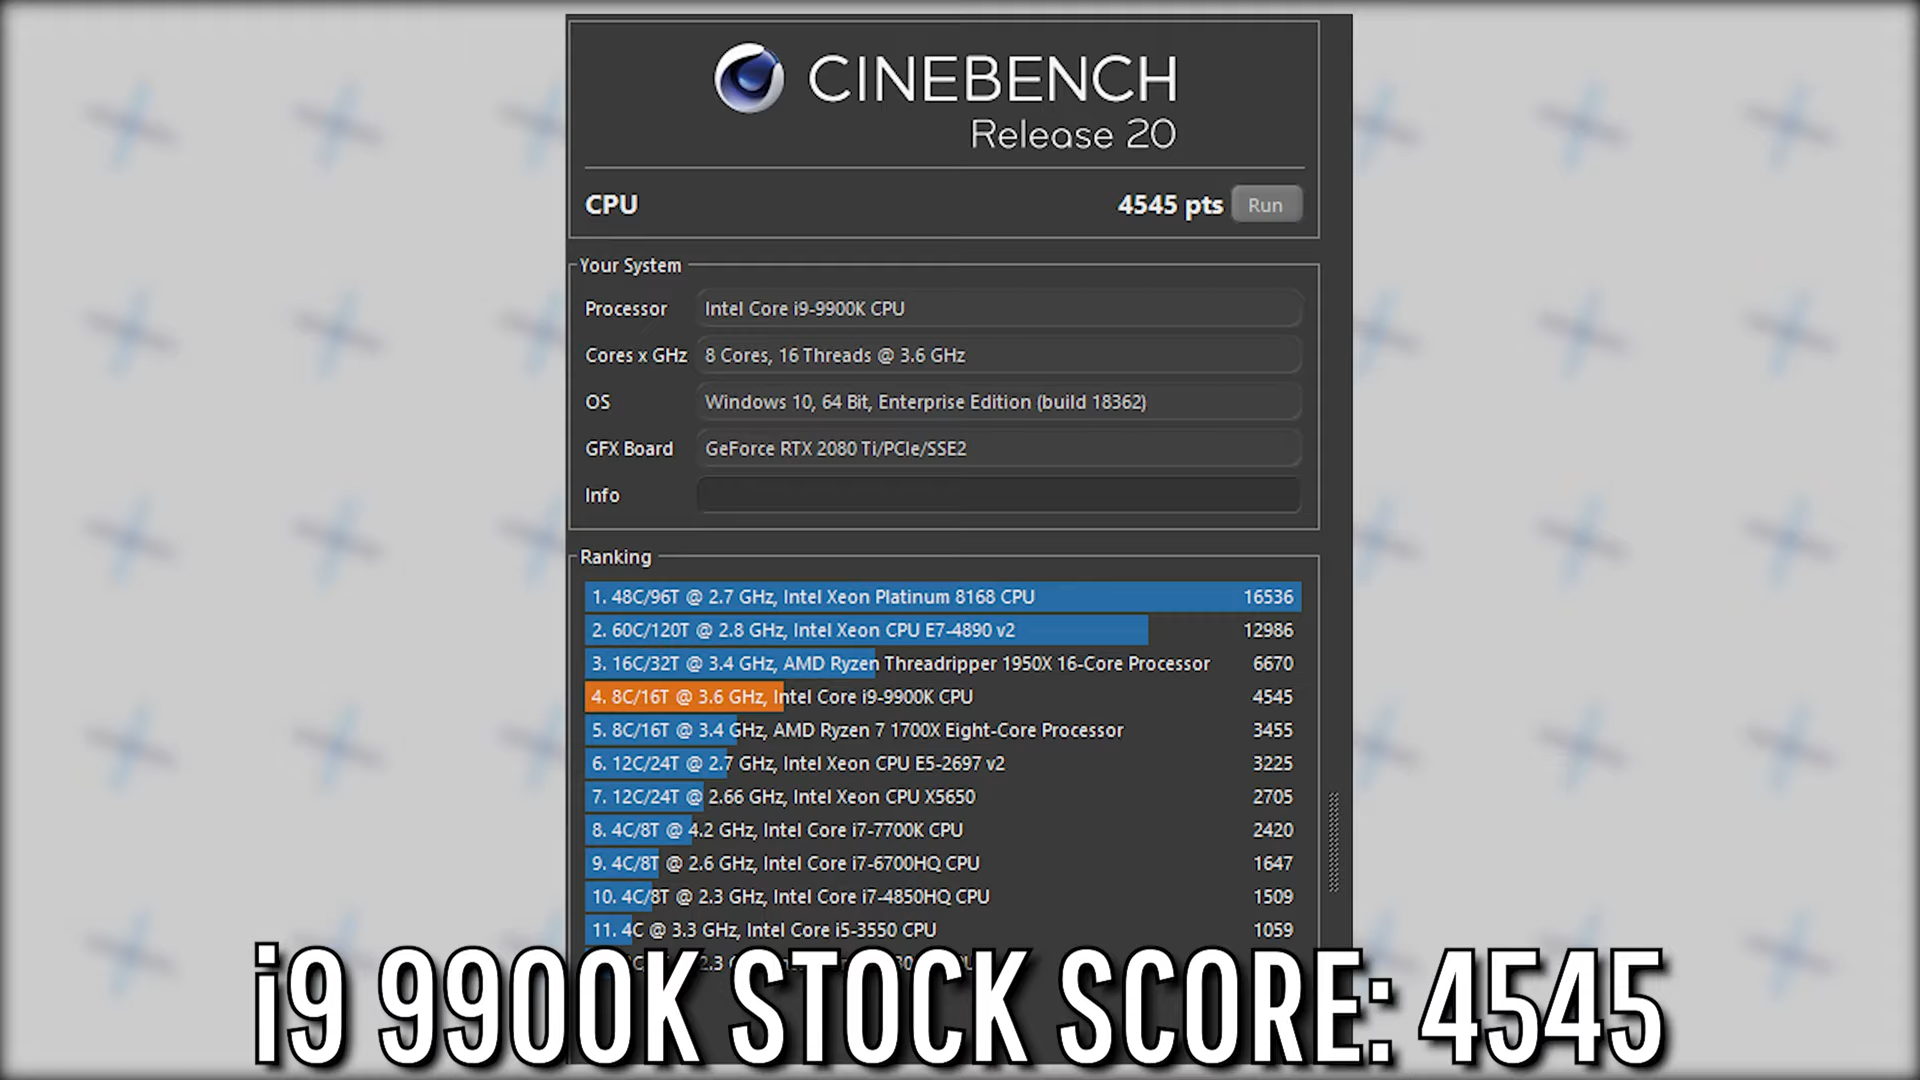 CINEBENCH
Release 20
CPU 4545 pts Run
Your System
Processor Intel Core i9-9900K CPU
Cores x GHz 8 Cores, 16 Threads @ 3.6 GHz
OS Windows 10, 64 Bit, Enterprise Edition (build 18362)
GFX Board GeForce RTX 2080 Ti/PCIe/SSE2
Info
Ranking
1. 48C/96T @ 2.7 GHz, Intel Xeon Platinum 8168 CPU 16536
2. 60C/120T @ 2.8 GHz, Intel Xeon CPU E7-4890 v2 12986
3. 16C/32T @ 3.4 GHz, AMD Ryzen Threadripper 1950X 16-Core Processor 6670
4. 8C/16T @ 3.6 GHz, Intel Core i9-9900K CPU 4545
5. 8C/16T @ 3.4 GHz, AMD Ryzen 7 1700X Eight-Core Processor 3455
6. 12C/24T @ 2.7 GHz, Intel Xeon CPU E5-2697 v2 3225
7. 12C/24T @ 2.66 GHz, Intel Xeon CPU X5650 2705
8. 4C/8T @ 4.2 GHz, Intel Core i7-7700K CPU 2420
9. 4C/8T @ 2.6 GHz, Intel Core i7-6700HQ CPU 1647
10. 4C/8T @ 2.3 GHz, Intel Core i7-4850HQ CPU 1509
11. 4C @ 3.3 GHz, Intel Core i5-3550 CPU 1059
i9 9900K STOCK SCORE: 4545